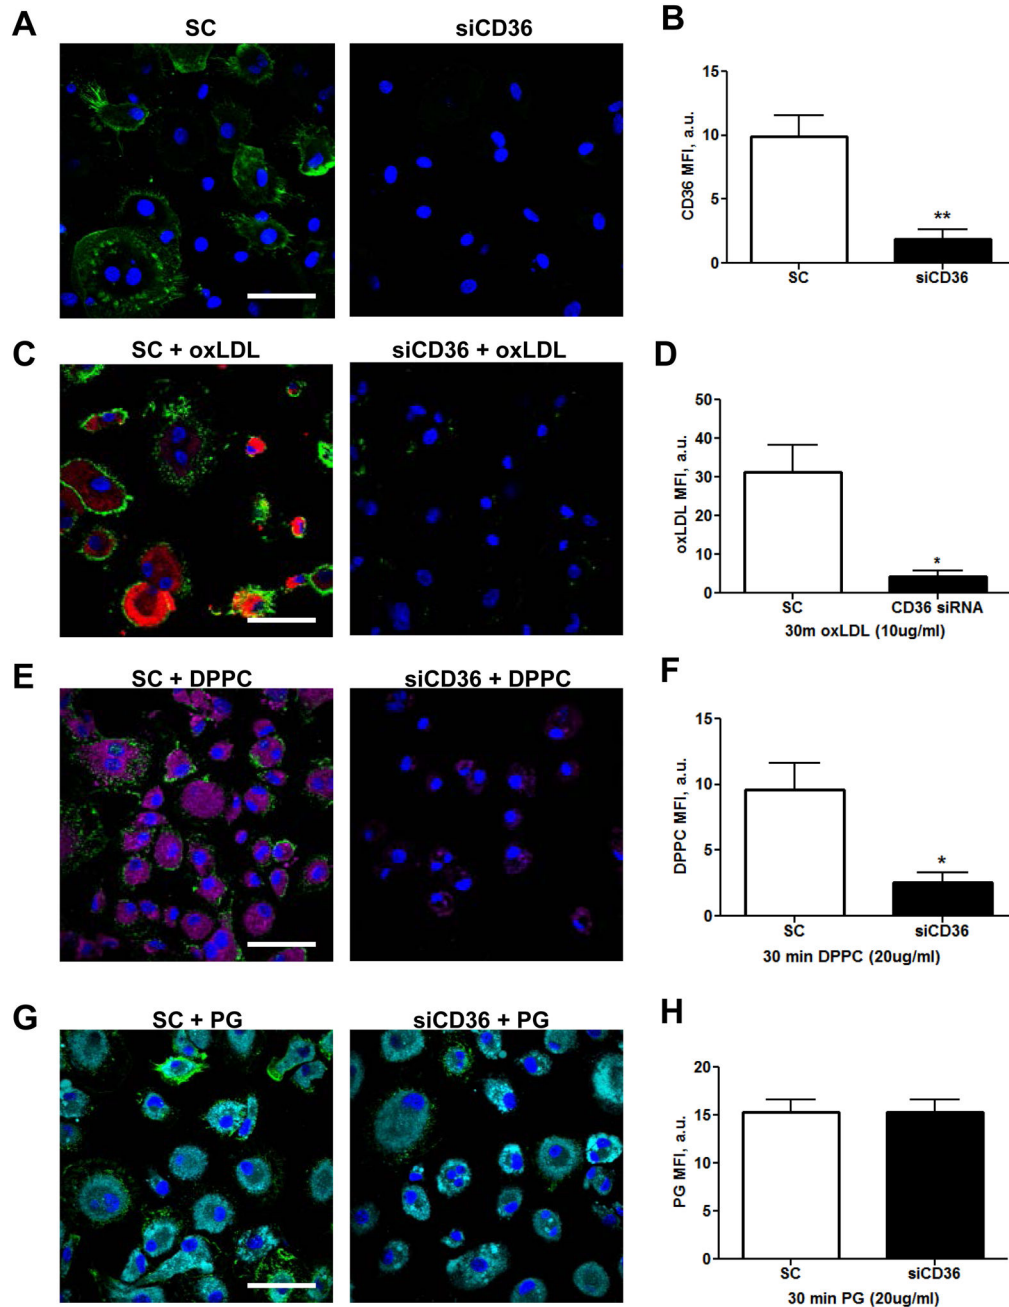 A
SC
siCD36
B
15
10
5
0
CD36 MFI, a.u.
**
SC
siCD36
C
SC + oxLDL
siCD36 + oxLDL
D
50
40
30
20
10
0
oxLDL MFI, a.u.
*
SC
CD36 siRNA
30m oxLDL (10ug/ml)
E
SC + DPPC
siCD36 + DPPC
F
15
10
5
0
DPPC MFI, a.u.
*
SC
siCD36
30 min DPPC (20ug/ml)
G
SC + PG
siCD36 + PG
H
20
15
10
5
0
PG MFI, a.u.
SC
siCD36
30 min PG (20ug/ml)